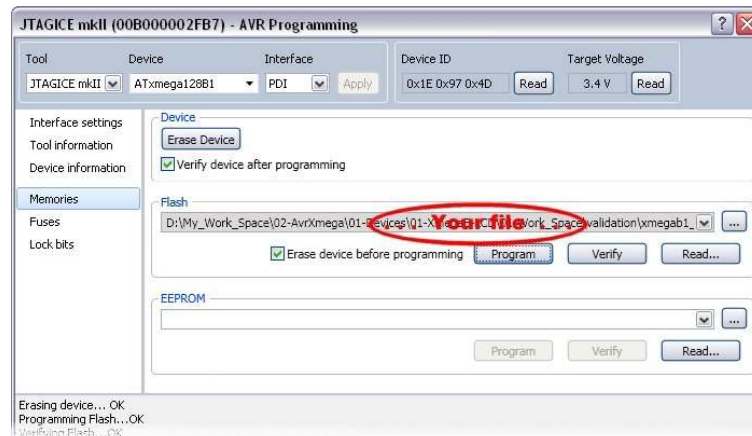 JTAGICE mkII (00B000002FB7) - AVR Programming
Tool Device Interface Device ID Target Voltage
JTAGICE mkII ATxmega128B1 PDI Apply 0x1E 0x97 0x4D Read 3.4 V Read
Interface settings
Tool information
Device information
Memories
Fuses
Lock bits
Device
Erase Device
Verify device after programming
Flash
D:\My_Work_Space\02-AvrXmega\01-Devices\01-X Your file Work_Space\validation\xmegab1_ ...
Erase device before programming Program Verify Read...
EEPROM
...
Program Verify Read...
Erasing device... OK
Programming Flash...OK
Verifying Flash...OK